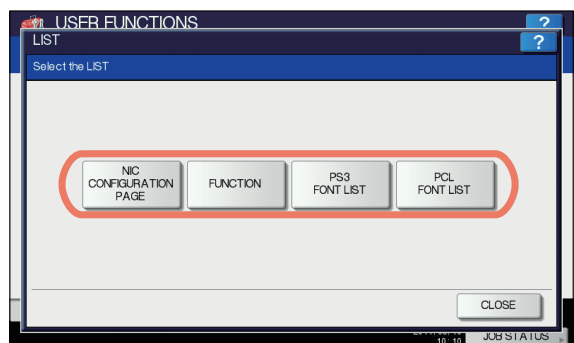 USER FUNCTIONS
?
LIST
?
Select the LIST
NIC
CONFIGURATION
PAGE
FUNCTION
PS3
FONT LIST
PCL
FONT LIST
CLOSE
10:10
JOB STATUS